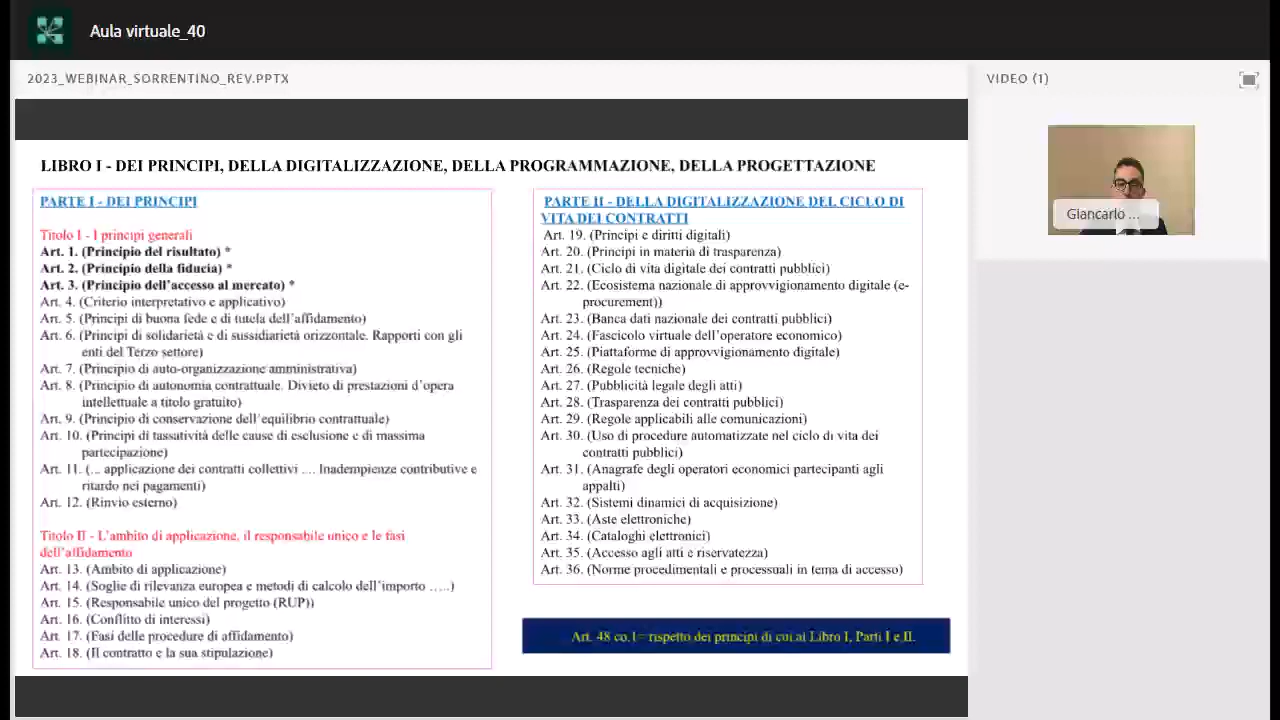 Aula virtuale_40
2023_WEBINAR_SORRENTINO_REV.PPTX
VIDEO (1)
LIBRO I - DEI PRINCIPI, DELLA DIGITALIZZAZIONE, DELLA PROGRAMMAZIONE, DELLA PROGETTAZIONE
PARTE I - DEI PRINCIPI
Titolo I - I principi generali
Art. 1. (Principio del risultato) *
Art. 2. (Principio della fiducia) *
Art. 3. (Principio dell'accesso al mercato) *
Art. 4. (Criterio interpretativo e applicativo)
Art. 5. (Principi di buona fede e di tutela dell'affidamento)
Art. 6. (Principi di solidarietà e di sussidiarietà orizzontale. Rapporti con gli
enti del Terzo settore)
Art. 7. (Principio di auto-organizzazione amministrativa)
Art. 8. (Principio di autonomia contrattuale. Divieto di prestazioni d'opera
intellettuale a titolo gratuito)
Art. 9. (Principio di conservazione dell'equilibrio contrattuale)
Art. 10. (Principi di tassatività delle cause di esclusione e di massima
partecipazione)
Art. 11. (... applicazione dei contratti collettivi .... Inadempienze contributive e
ritardo nei pagamenti)
Art. 12. (Rinvio esterno)
Titolo II - L'ambito di applicazione, il responsabile unico e le fasi
dell'affidamento
Art. 13. (Ambito di applicazione)
Art. 14. (Soglie di rilevanza europea e metodi di calcolo dell'importo …..)
Art. 15. (Responsabile unico del progetto (RUP))
Art. 16. (Conflitto di interessi)
Art. 17. (Fasi delle procedure di affidamento)
Art. 18. (Il contratto e la sua stipulazione)
PARTE II - DELLA DIGITALIZZAZIONE DEL CICLO DI
VITA DEI CONTRATTI
Art. 19. (Principi e diritti digitali)
Art. 20. (Principi in materia di trasparenza)
Art. 21. (Ciclo di vita digitale dei contratti pubblici)
Art. 22. (Ecosistema nazionale di approvvigionamento digitale (e-
procurement))
Art. 23. (Banca dati nazionale dei contratti pubblici)
Art. 24. (Fascicolo virtuale dell'operatore economico)
Art. 25. (Piattaforme di approvvigionamento digitale)
Art. 26. (Regole tecniche)
Art. 27. (Pubblicità legale degli atti)
Art. 28. (Trasparenza dei contratti pubblici)
Art. 29. (Regole applicabili alle comunicazioni)
Art. 30. (Uso di procedure automatizzate nel ciclo di vita dei
contratti pubblici)
Art. 31. (Anagrafe degli operatori economici partecipanti agli
appalti)
Art. 32. (Sistemi dinamici di acquisizione)
Art. 33. (Aste elettroniche)
Art. 34. (Cataloghi elettronici)
Art. 35. (Accesso agli atti e riservatezza)
Art. 36. (Norme procedimentali e processuali in tema di accesso)
Art. 48 co.1= rispetto dei principi di cui al Libro I, Parti I e II.
Giancarlo ...